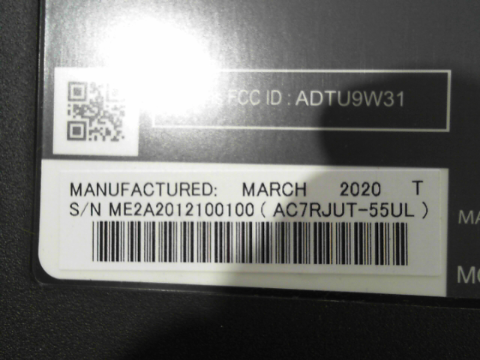 FCC ID : ADTU9W31
MANUFACTURED: MARCH 2020 T
S/N ME2A2012100100 ( AC7RJUT-55UL )